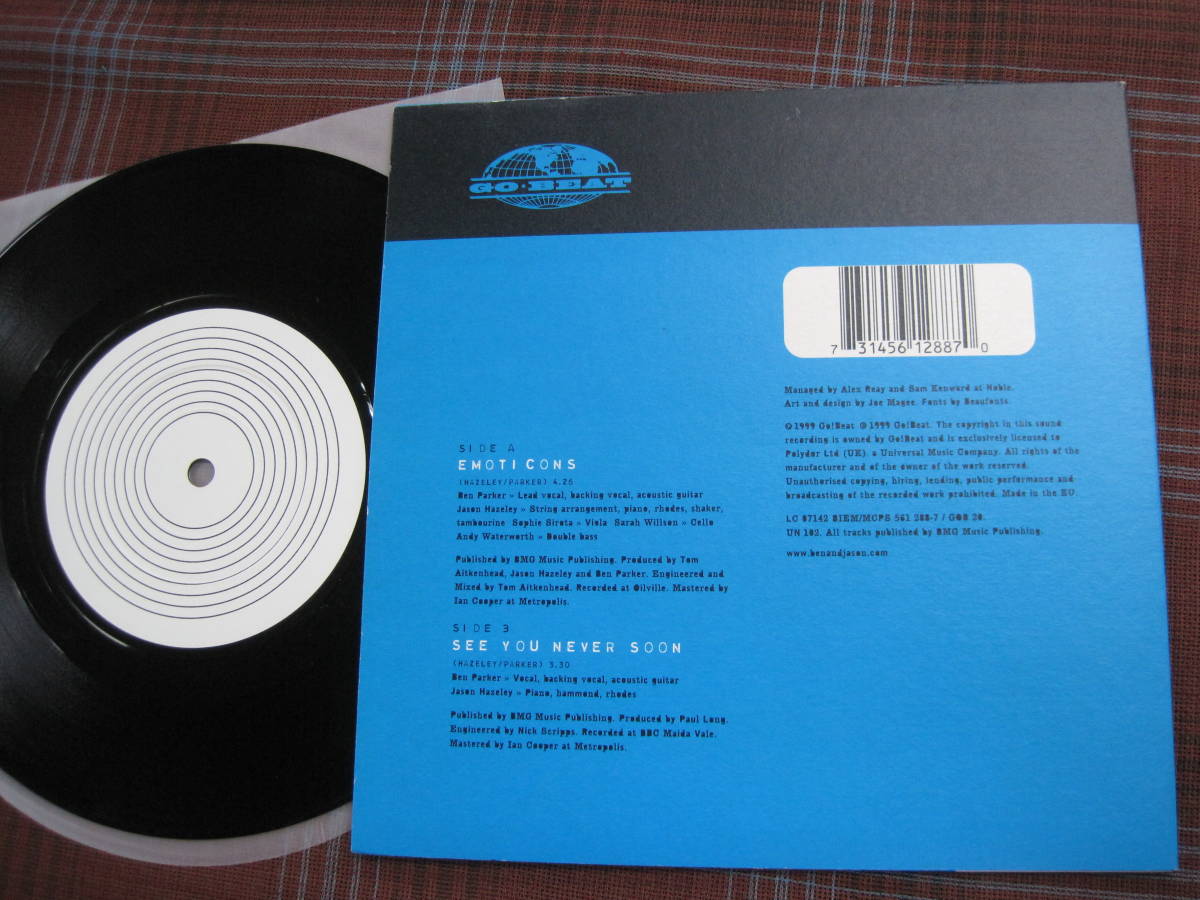 GO·BEAT
SIDE A
EMOTICONS
(HAZELEY/PARKER) 4.26
Ben Parker » Lead vocal, backing vocal, acoustic guitar
Jason Hazeley » String arrangement, piano, rhodes, shaker,
tambourine Sophie Sirota » Viola Sarah Willson » Cello
Andy Waterworth » Double bass
Published by BMG Music Publishing. Produced by Tom
Aitkenhead, Jason Hazeley and Ben Parker. Engineered and
Mixed by Tom Aitkenhead. Recorded at Oilville. Mastered by
Ian Cooper at Metropolis.
SIDE B
SEE YOU NEVER SOON
(HAZELEY/PARKER) 3.30
Ben Parker » Vocal, backing vocal, acoustic guitar
Jason Hazeley » Piano, hammond, rhodes
Published by BMG Music Publishing. Produced by Paul Long.
Engineered by Nick Scripps. Recorded at BBC Maida Vale.
Mastered by Ian Cooper at Metropolis.
7 31456 12887 0
Managed by Alex Reay and Sam Kenward at Noble.
Art and design by Joe Magee. Fonts by Beaufonts.
℗ 1999 Go!Beat © 1999 Go!Beat. The copyright in this sound
recording is owned by Go!Beat and is exclusively licensed to
Polydor Ltd (UK). a Universal Music Company. All rights of the
manufacturer and of the owner of the work reserved.
Unauthorised copying, hiring, lending, public performance and
broadcasting of the recorded work prohibited. Made in the EU.
LC 07142 BIEM/MCPS 561 288-7 / GOB 20.
UN 102. All tracks published by BMG Music Publishing.
www.benandjason.com